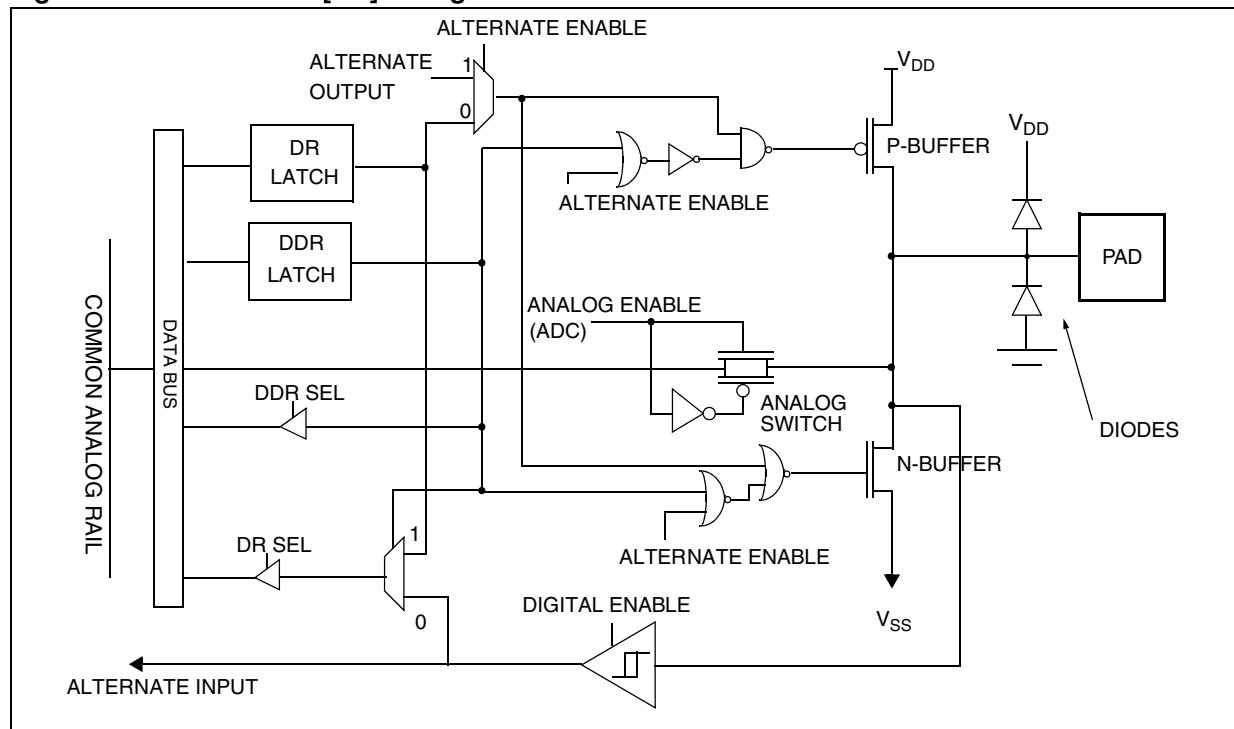 ALTERNATE ENABLE
ALTERNATE
OUTPUT
1
0
VDD
VDD
DR
LATCH
P-BUFFER
ALTERNATE ENABLE
DDR
LATCH
PAD
COMMON ANALOG RAIL
DATA BUS
ANALOG ENABLE
(ADC)
DDR SEL
ANALOG
SWITCH
DIODES
N-BUFFER
1
DR SEL
ALTERNATE ENABLE
0
DIGITAL ENABLE
VSS
ALTERNATE INPUT